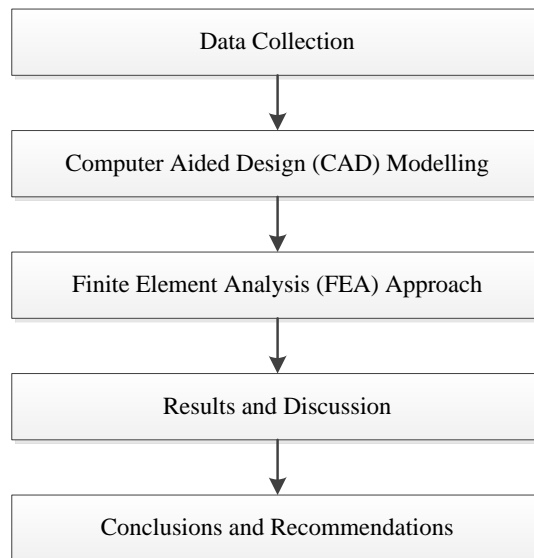 Data Collection
Computer Aided Design (CAD) Modelling
Finite Element Analysis (FEA) Approach
Results and Discussion
Conclusions and Recommendations